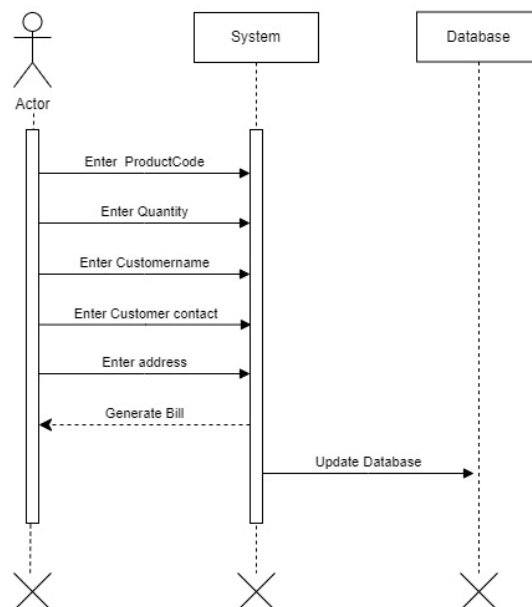 System
Database
Actor
Enter ProductCode
Enter Quantity
Enter Customername
Enter Customer contact
Enter address
Generate Bill
Update Database